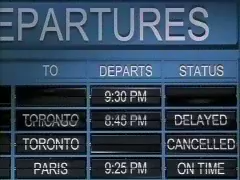 EPARTURES
TO DEPARTS STATUS
9:30 PM
TORONTO 8:45 PM DELAYED
TORONTO CANCELLED
PARIS 9:25 PM ON TIME